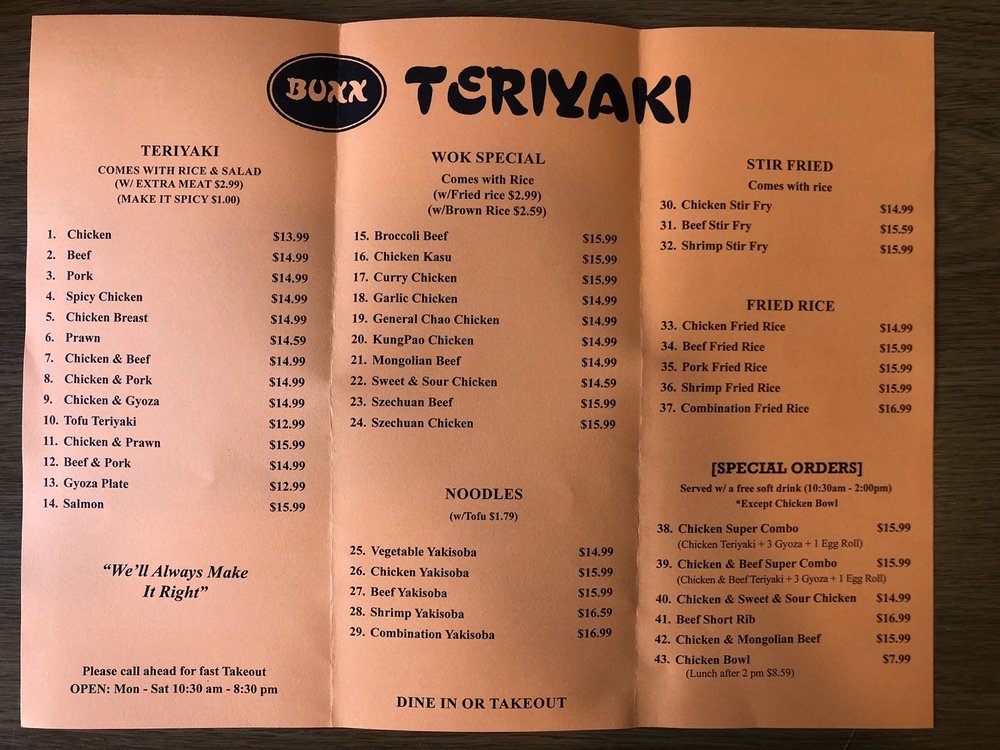 BUXX TERIYAKI
TERIYAKI
COMES WITH RICE & SALAD
(W/ EXTRA MEAT $2.99)
(MAKE IT SPICY $1.00)
1. Chicken $13.99
2. Beef $14.99
3. Pork $14.99
4. Spicy Chicken $14.99
5. Chicken Breast $14.99
6. Prawn $14.59
7. Chicken & Beef $14.99
8. Chicken & Pork $14.99
9. Chicken & Gyoza $14.99
10. Tofu Teriyaki $12.99
11. Chicken & Prawn $15.99
12. Beef & Pork $14.99
13. Gyoza Plate $12.99
14. Salmon $15.99
“We’ll Always Make
It Right”
Please call ahead for fast Takeout
OPEN: Mon - Sat 10:30 am - 8:30 pm
WOK SPECIAL
Comes with Rice
(w/Fried rice $2.99)
(w/Brown Rice $2.59)
15. Broccoli Beef $15.99
16. Chicken Kasu $15.99
17. Curry Chicken $15.99
18. Garlic Chicken $14.99
19. General Chao Chicken $14.99
20. KungPao Chicken $14.99
21. Mongolian Beef $14.99
22. Sweet & Sour Chicken $14.59
23. Szechuan Beef $15.99
24. Szechuan Chicken $15.99
NOODLES
(w/Tofu $1.79)
25. Vegetable Yakisoba $14.99
26. Chicken Yakisoba $15.99
27. Beef Yakisoba $15.99
28. Shrimp Yakisoba $16.59
29. Combination Yakisoba $16.99
DINE IN OR TAKEOUT
STIR FRIED
Comes with rice
30. Chicken Stir Fry $14.99
31. Beef Stir Fry $15.59
32. Shrimp Stir Fry $15.99
FRIED RICE
33. Chicken Fried Rice $14.99
34. Beef Fried Rice $15.99
35. Pork Fried Rice $15.99
36. Shrimp Fried Rice $15.99
37. Combination Fried Rice $16.99
[SPECIAL ORDERS]
Served w/ a free soft drink (10:30am - 2:00pm)
*Except Chicken Bowl
38. Chicken Super Combo $15.99
(Chicken Teriyaki + 3 Gyoza + 1 Egg Roll)
39. Chicken & Beef Super Combo $15.99
(Chicken & Beef Teriyaki + 3 Gyoza + 1 Egg Roll)
40. Chicken & Sweet & Sour Chicken $14.99
41. Beef Short Rib $16.99
42. Chicken & Mongolian Beef $15.99
43. Chicken Bowl $7.99
(Lunch after 2 pm $8.59)